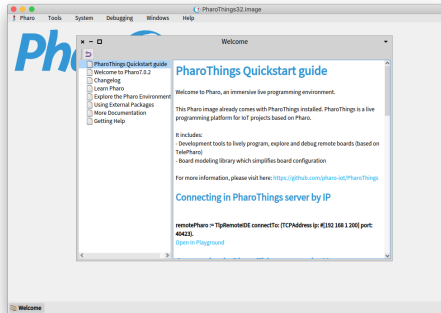 PharoThings32.image
Pharo Tools System Debugging Windows Help
Pha
Welcome
PharoThings Quickstart guide
Welcome to Pharo7.0.2
Changelog
Learn Pharo
Explore the Pharo Environment
Using External Packages
More Documentation
Getting Help
PharoThings Quickstart guide
Welcome to Pharo, an immersive live programming environment.
This Pharo image already comes with PharoThings installed. PharoThings is a live
programming platform for IoT projects based on Pharo.
It includes:
- Development tools to lively program, explore and debug remote boards (based on
TelePharo)
- Board modeling library which simplifies board configuration
For more information, please visit here: https://github.com/pharo-iot/PharoThings
Connecting in PharoThings server by IP
remotePharo := TlpRemoteIDE connectTo: (TCPAddress ip: #[192 168 1 200] port:
40423).
Open in Playground
Welcome